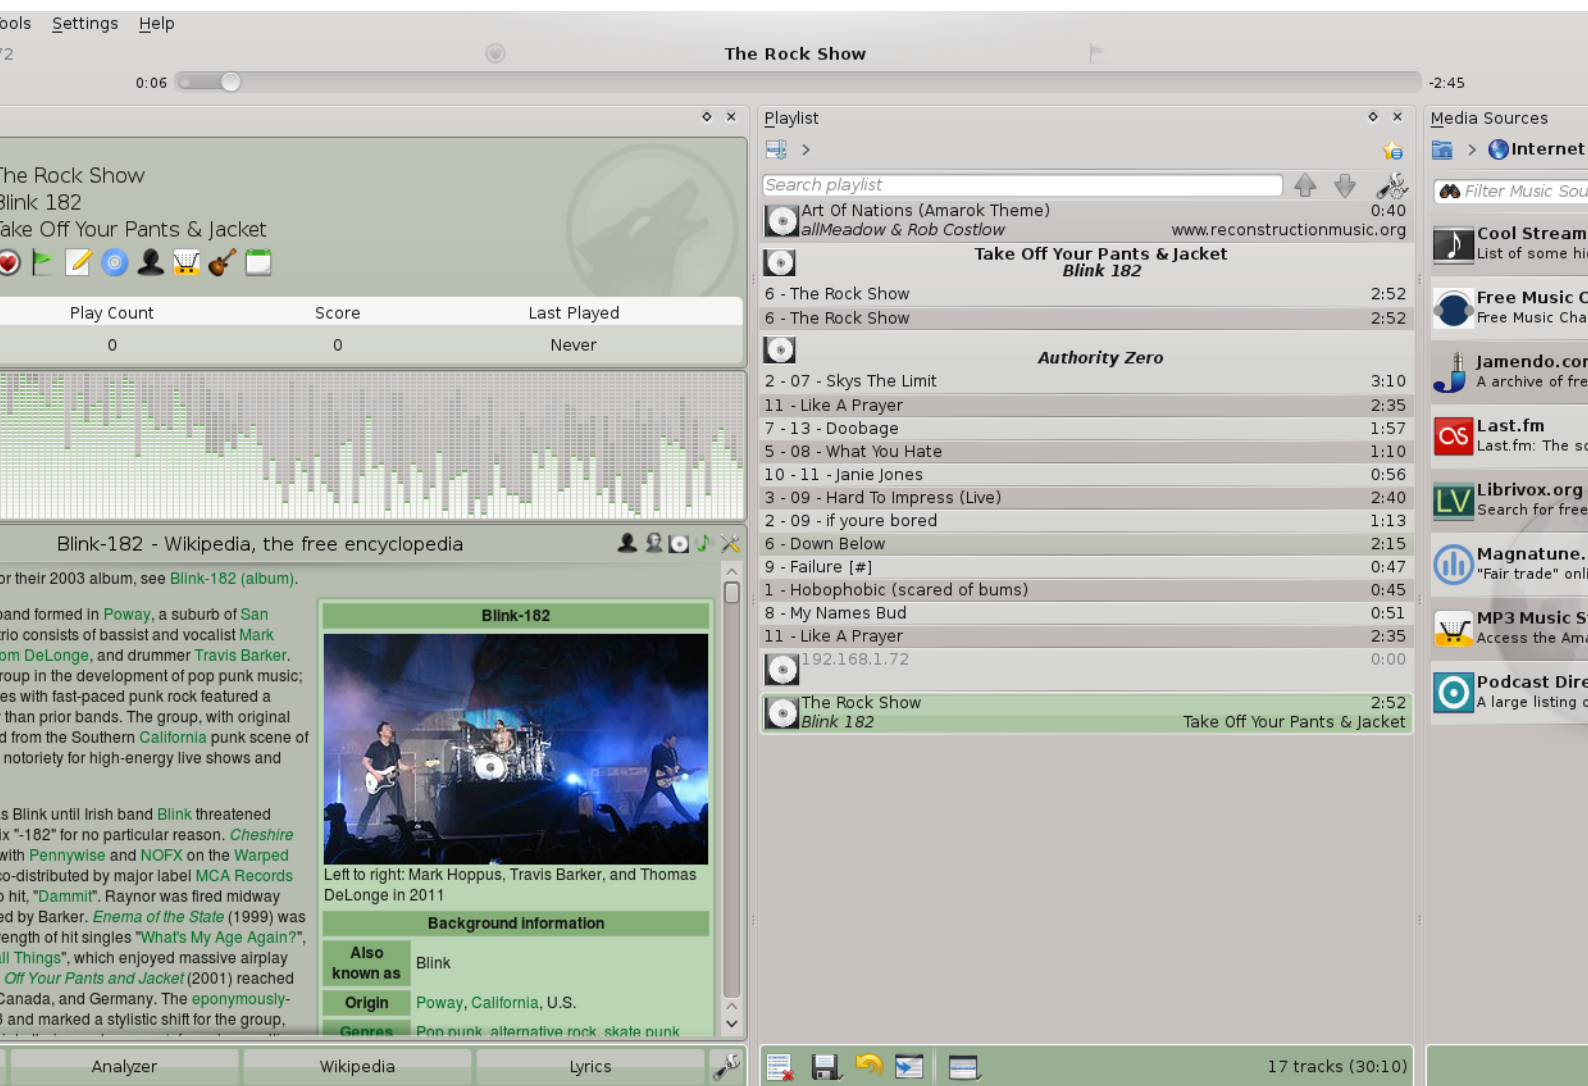 Settings Help
72
The Rock Show
0:06
-2:45
The Rock Show
Blink 182
Take Off Your Pants & Jacket
Play Count Score Last Played
0 0 Never
Blink-182 - Wikipedia, the free encyclopedia
or their 2003 album, see Blink-182 (album).
band formed in Poway, a suburb of San
trio consists of bassist and vocalist Mark
om DeLonge, and drummer Travis Barker.
roup in the development of pop punk music;
es with fast-paced punk rock featured a
than prior bands. The group, with original
d from the Southern California punk scene of
notoriety for high-energy live shows and
s Blink until Irish band Blink threatened
ix "-182" for no particular reason. Cheshire
with Pennywise and NOFX on the Warped
co-distributed by major label MCA Records
o hit, "Dammit". Raynor was fired midway
ed by Barker. Enema of the State (1999) was
rength of hit singles "What's My Age Again?",
all Things", which enjoyed massive airplay
Off Your Pants and Jacket (2001) reached
Canada, and Germany. The eponymously-
3 and marked a stylistic shift for the group,
Blink-182
Left to right: Mark Hoppus, Travis Barker, and Thomas
DeLonge in 2011
Background information
Also known as Blink
Origin Poway, California, U.S.
Genres Pop punk, alternative rock, skate punk
Analyzer Wikipedia Lyrics
Playlist
Search playlist
Art Of Nations (Amarok Theme) 0:40
allMeadow & Rob Costlow www.reconstructionmusic.org
Take Off Your Pants & Jacket
Blink 182
6 - The Rock Show 2:52
6 - The Rock Show 2:52
Authority Zero
2 - 07 - Skys The Limit 3:10
11 - Like A Prayer 2:35
7 - 13 - Doobage 1:57
5 - 08 - What You Hate 1:10
10 - 11 - Janie Jones 0:56
3 - 09 - Hard To Impress (Live) 2:40
2 - 09 - if youre bored 1:13
6 - Down Below 2:15
9 - Failure [#] 0:47
1 - Hobophobic (scared of bums) 0:45
8 - My Names Bud 0:51
11 - Like A Prayer 2:35
192.168.1.72 0:00
The Rock Show 2:52
Blink 182 Take Off Your Pants & Jacket
17 tracks (30:10)
Media Sources
> Internet
Filter Music Sou
Cool Stream
List of some hi
Free Music C
Free Music Cha
Jamendo.co
A archive of fre
Last.fm
Last.fm: The so
LV
Librivox.org
Search for free
Magnatune.
"Fair trade" onli
MP3 Music S
Access the Ama
Podcast Dire
A large listing o